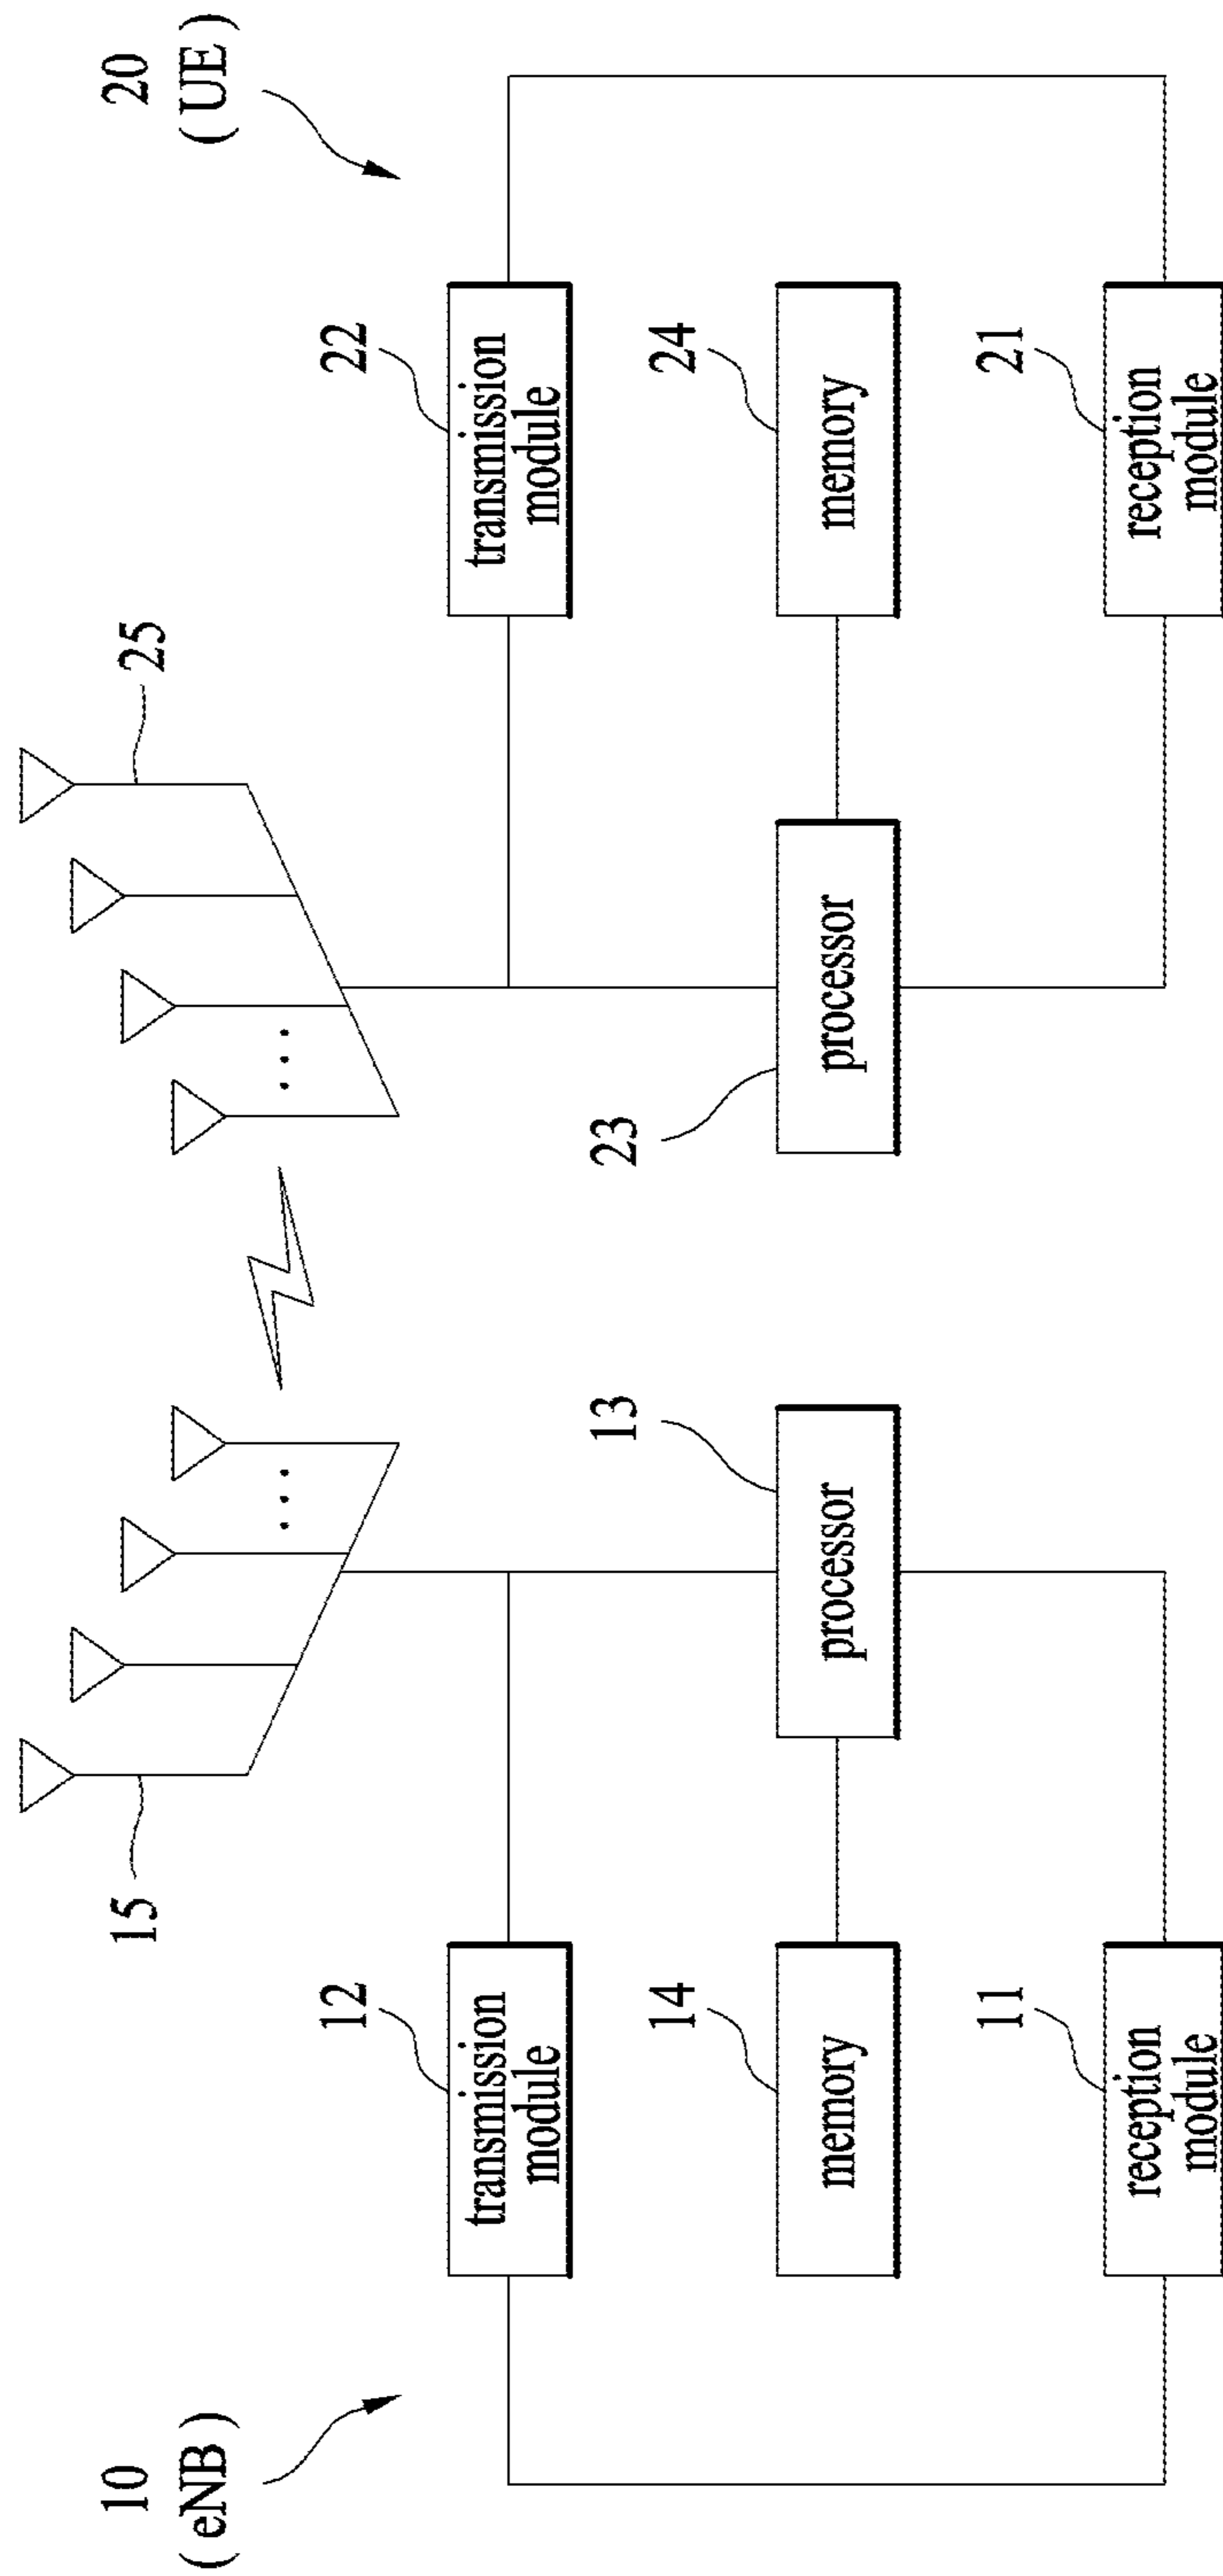 10
( eNB )
20
( UE )
15
25
12
transmission
module
22
transmission
module
14
memory
13
processor
23
processor
24
memory
11
reception
module
21
reception
module